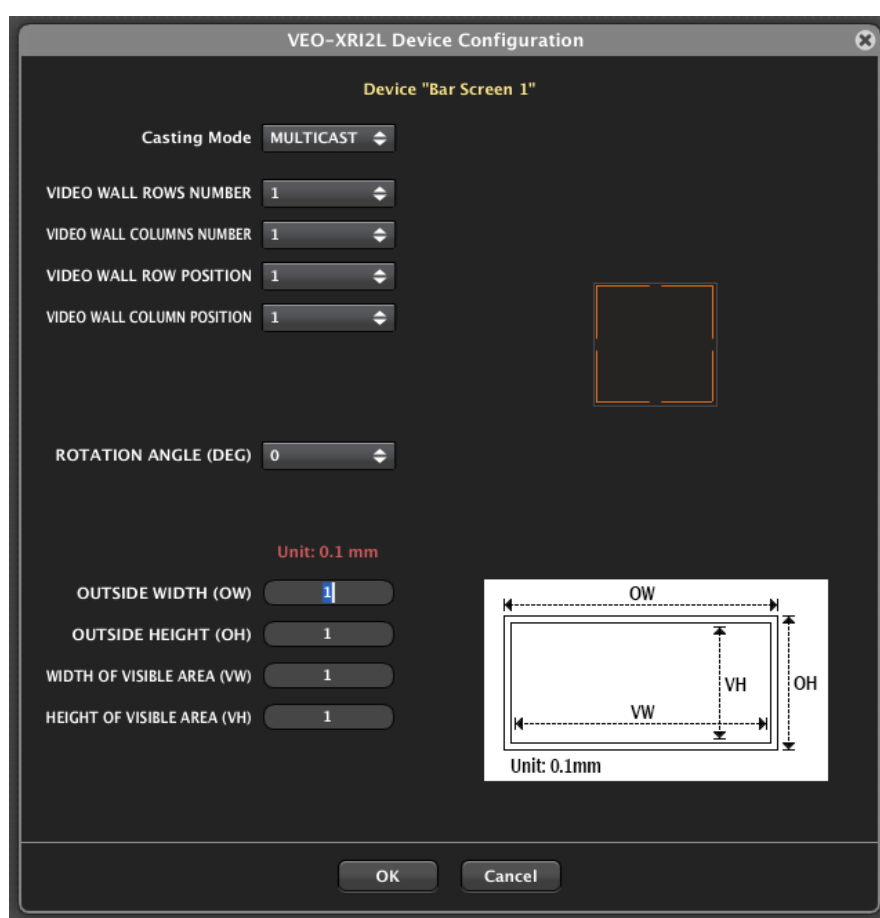 VEO-XRI2L Device Configuration
Device "Bar Screen 1"
Casting Mode MULTICAST
VIDEO WALL ROWS NUMBER 1
VIDEO WALL COLUMNS NUMBER 1
VIDEO WALL ROW POSITION 1
VIDEO WALL COLUMN POSITION 1
ROTATION ANGLE (DEG) 0
Unit: 0.1 mm
OUTSIDE WIDTH (OW) 1
OUTSIDE HEIGHT (OH) 1
WIDTH OF VISIBLE AREA (VW) 1
HEIGHT OF VISIBLE AREA (VH) 1
OW
VH
OH
VW
Unit: 0.1mm
OK
Cancel